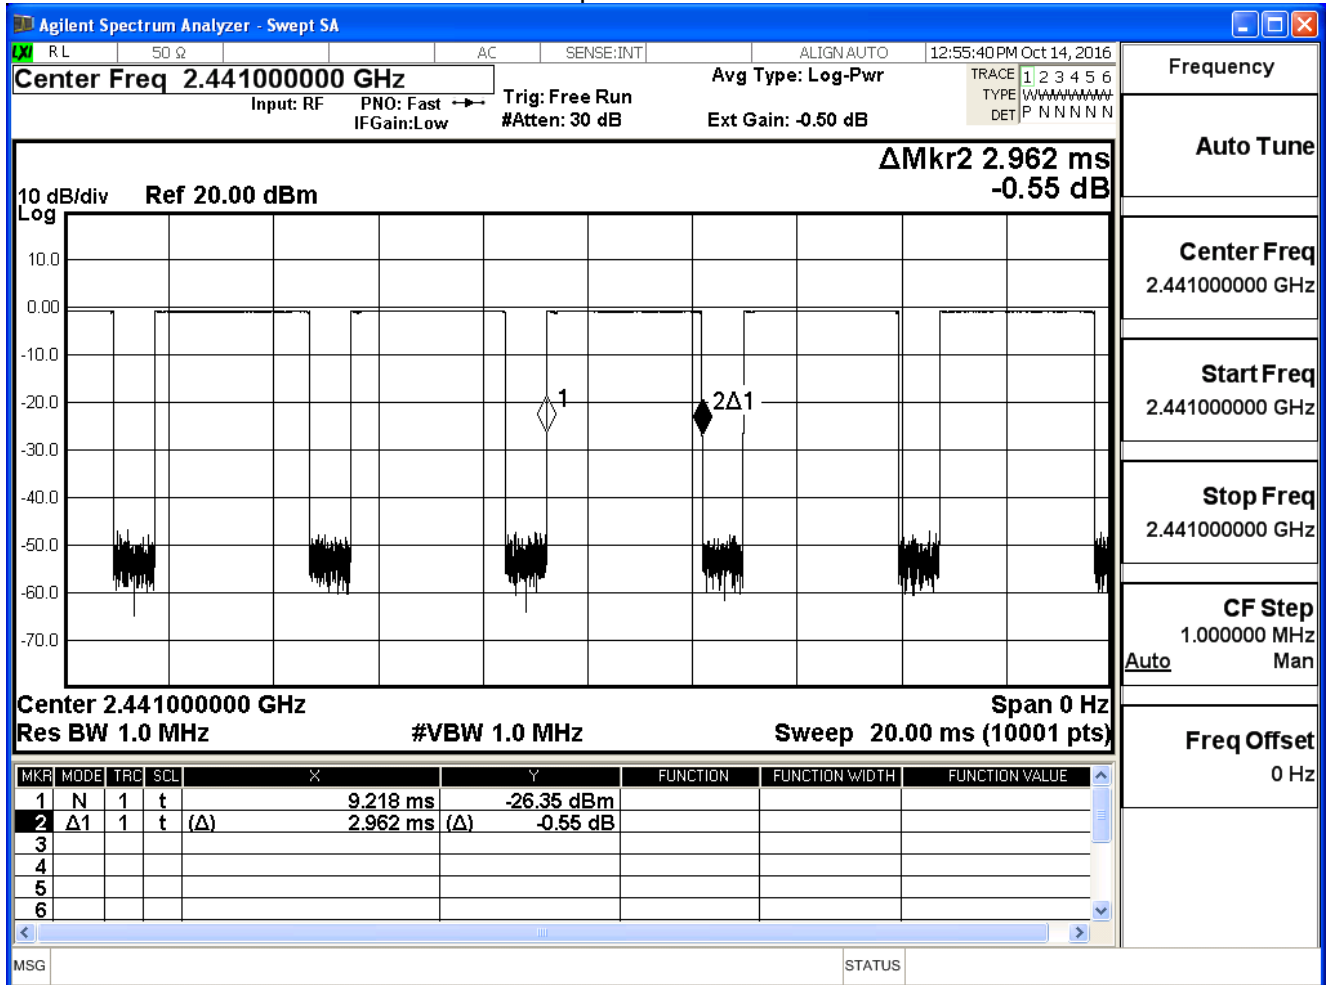 Agilent Spectrum Analyzer - Swept SA
LXI RL 50 Ω AC SENSE:INT ALIGN AUTO 12:55:40 PM Oct 14, 2016
Center Freq 2.441000000 GHz
Input: RF PNO: Fast IFGain:Low
Trig: Free Run
#Atten: 30 dB
Avg Type: Log-Pwr
Ext Gain: -0.50 dB
TRACE 1 2 3 4 5 6
TYPE WWWWWW
DET P N N N N N
ΔMkr2 2.962 ms
-0.55 dB
10 dB/div Ref 20.00 dBm
Log
10.0
0.00
-10.0
-20.0
-30.0
-40.0
-50.0
-60.0
-70.0
1
2Δ1
Center 2.441000000 GHz Span 0 Hz
Res BW 1.0 MHz #VBW 1.0 MHz Sweep 20.00 ms (10001 pts)
MKR MODE TRC SCL X Y FUNCTION FUNCTION WIDTH FUNCTION VALUE
1 N 1 t 9.218 ms -26.35 dBm
2 Δ1 1 t (Δ) 2.962 ms (Δ) -0.55 dB
3
4
5
6
MSG STATUS
Frequency
Auto Tune
Center Freq
2.441000000 GHz
Start Freq
2.441000000 GHz
Stop Freq
2.441000000 GHz
CF Step
1.000000 MHz
Auto Man
Freq Offset
0 Hz